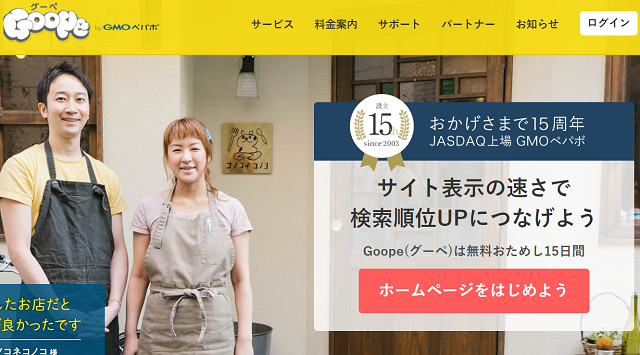 グーペ
Goope by GMOペパボ
サービス 料金案内 サポート パートナー お知らせ ログイン
設立
15th
since 2003
おかげさまで15周年
JASDAQ上場 GMOペパボ
コノコネコノコ
サイト表示の速さで
検索順位UPにつなげよう
Goope(グーペ)は無料おためし15日間
ホームページをはじめよう
したお店だと
良かったです
コネコノコ 様